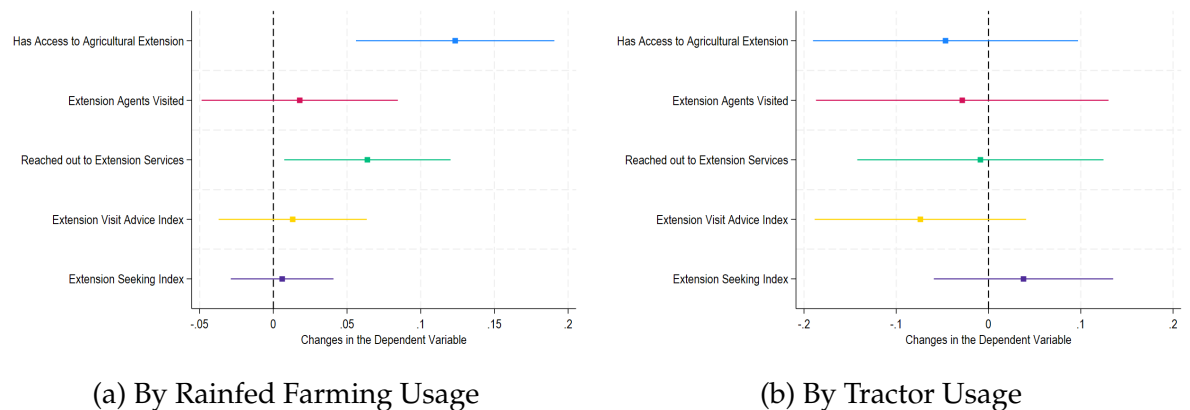 Has Access to Agricultural Extension
Extension Agents Visited
Reached out to Extension Services
Extension Visit Advice Index
Extension Seeking Index
-.05 0 .05 .1 .15 .2
Changes in the Dependent Variable
(a) By Rainfed Farming Usage
Has Access to Agricultural Extension
Extension Agents Visited
Reached out to Extension Services
Extension Visit Advice Index
Extension Seeking Index
-.2 -.1 0 .1 .2
Changes in the Dependent Variable
(b) By Tractor Usage